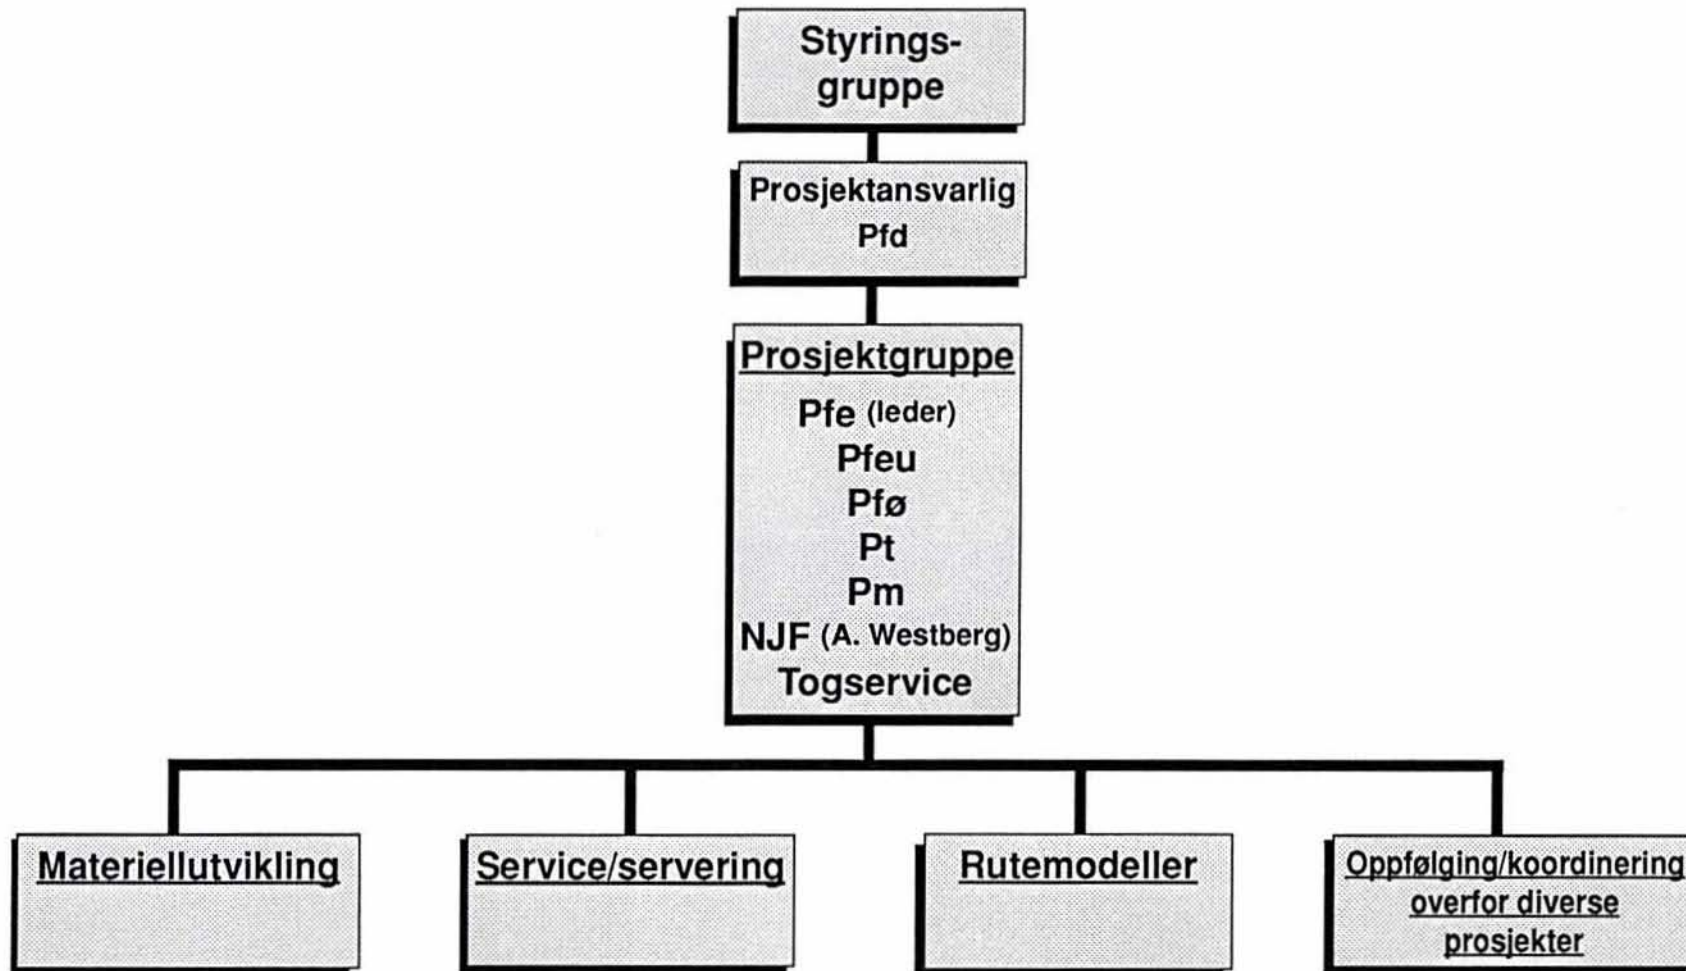 Styrings-
gruppe
Prosjektansvarlig
Pfd
Prosjektgruppe
Pfe (leder)
Pfeu
Pfø
Pt
Pm
NJF (A. Westberg)
Togservice
Materiellutvikling
Service/servering
Rutemodeller
Oppfølging/koordinering
overfor diverse
prosjekter